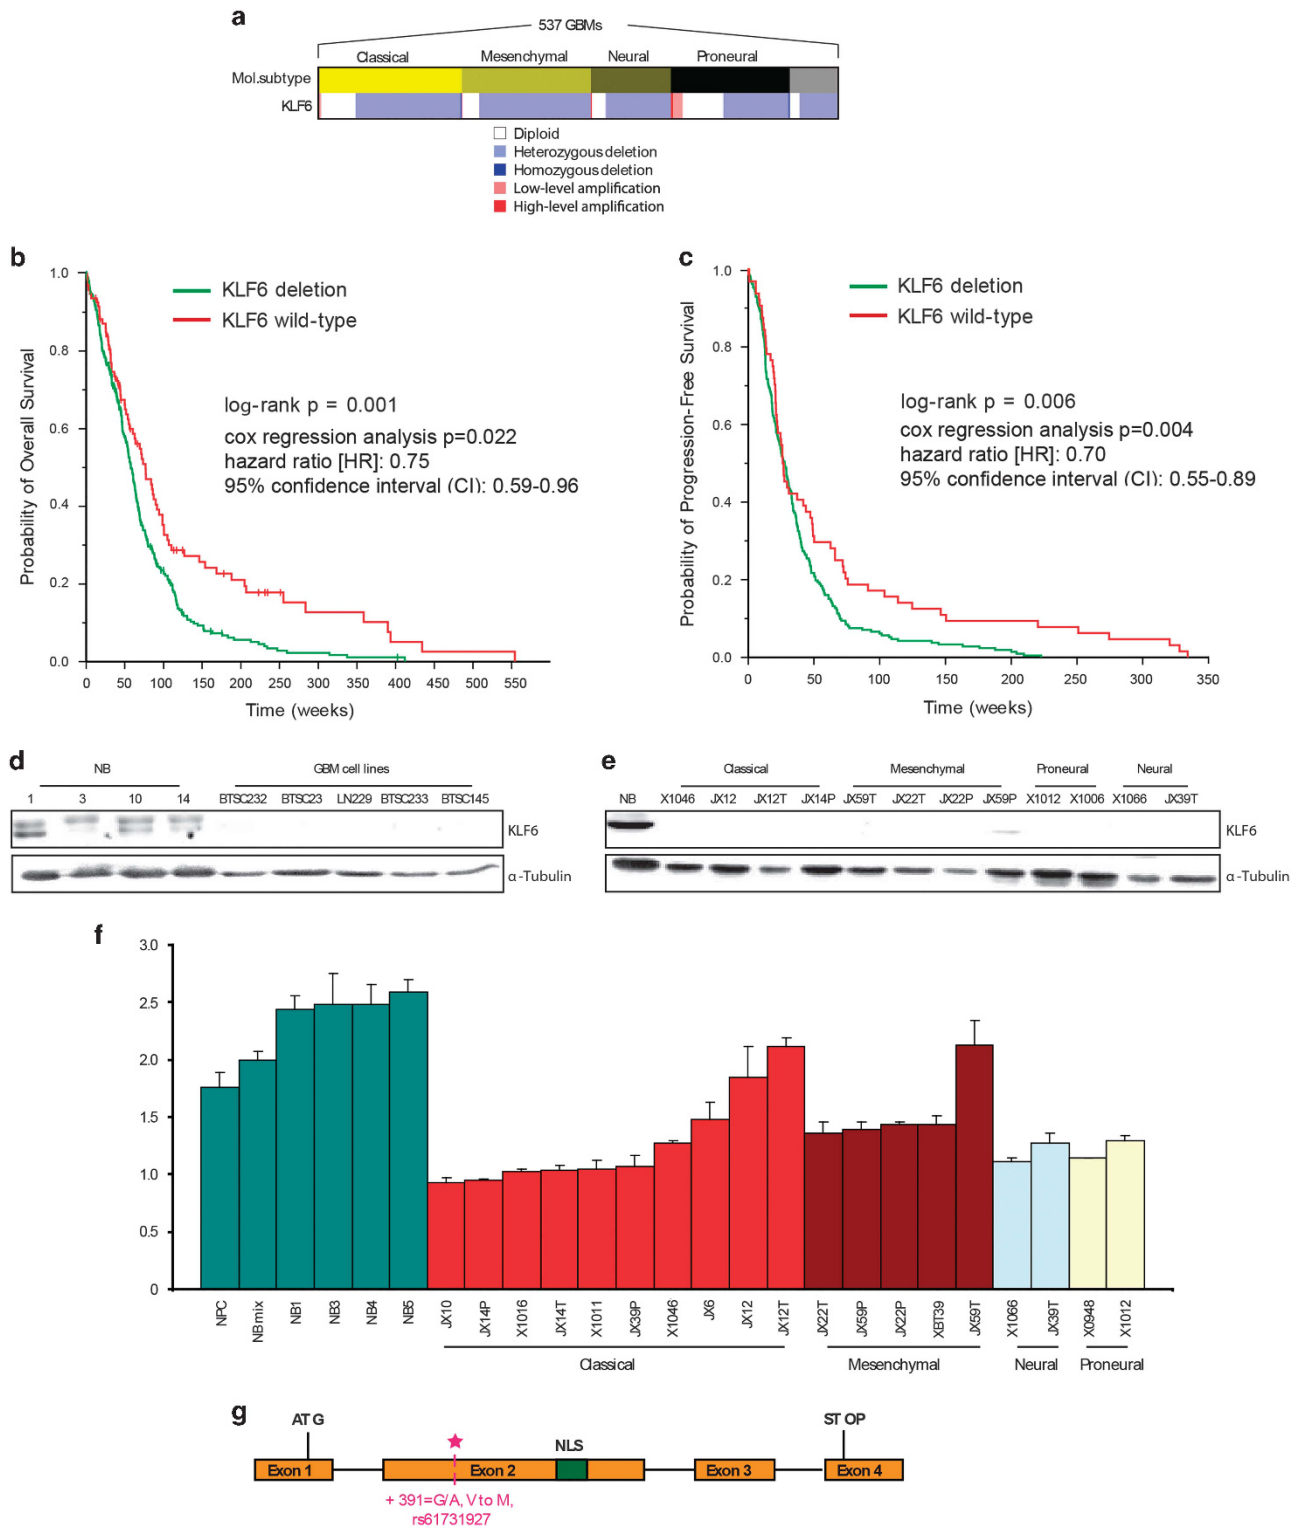 a
537 GBMs
Classical Mesenchymal Neural Proneural
Mol.subtype
KLF6
Diploid
Heterozygous deletion
Homozygous deletion
Low-level amplification
High-level amplification
b
Probability of Overall Survival
1.0
0.8
0.6
0.4
0.2
0.0
KLF6 deletion
KLF6 wild-type
log-rank p = 0.001
cox regression analysis p=0.022
hazard ratio [HR]: 0.75
95% confidence interval (CI): 0.59-0.96
0 50 100 150 200 250 300 350 400 450 500 550
Time (weeks)
c
Probability of Progression-Free Survival
1.0
0.8
0.6
0.4
0.2
0.0
KLF6 deletion
KLF6 wild-type
log-rank p = 0.006
cox regression analysis p=0.004
hazard ratio [HR]: 0.70
95% confidence interval (CI): 0.55-0.89
0 50 100 150 200 250 300 350
Time (weeks)
d
NB GBM cell lines
1 3 10 14 BTSC232 BTSC23 LN229 BTSC233 BTSC145
KLF6
α-Tubulin
e
Classical Mesenchymal Proneural Neural
NB X1046 JX12 JX12T JX14P JX59T JX22T JX22P JX59P X1012 X1006 X1066 JX39T
KLF6
α-Tubulin
f
3.0
2.5
2.0
1.5
1.0
0.5
0
NPC NBmix NB1 NB3 NB4 NB5 JX10 JX14P X1016 JX14T X1011 JX39P X1046 JX6 JX12 JX12T JX22T JX59P JX22P XBT39 JX59T X1066 JX39T X0948 X1012
Classical Mesenchymal Neural Proneural
g
ATG STOP
NLS
Exon 1 Exon 2 Exon 3 Exon 4
+ 391=G/A, V to M,
rs61731927